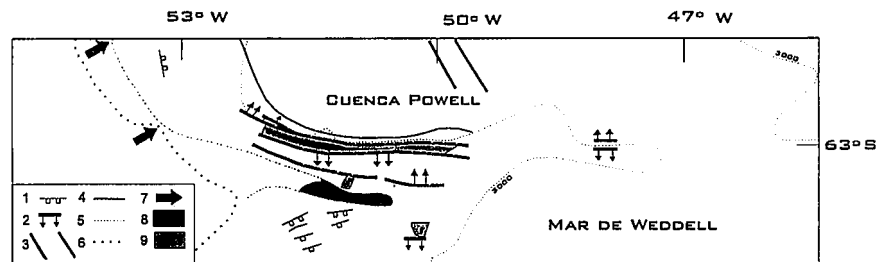 53º W 50º W 47º W
3000
CUENCA POWELL
63º S
3000
MAR DE WEDDELL
1 4 7
2 5 8
3 6 9